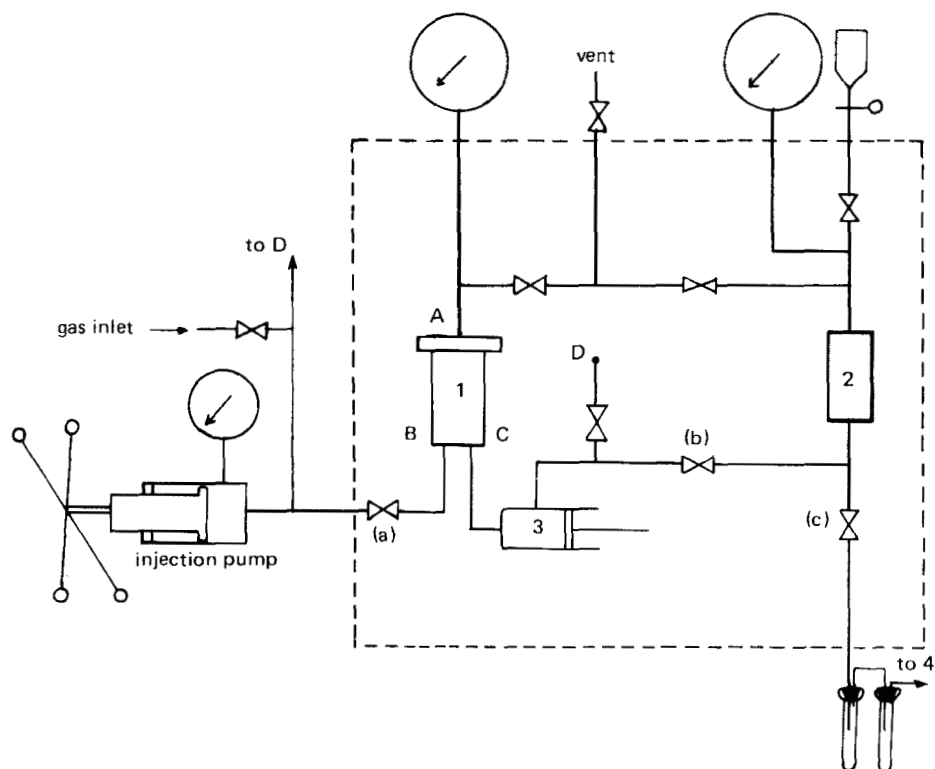 vent
to D
A
gas inlet
1
D
2
B
C
(b)
3
(c)
(a)
injection pump
to 4